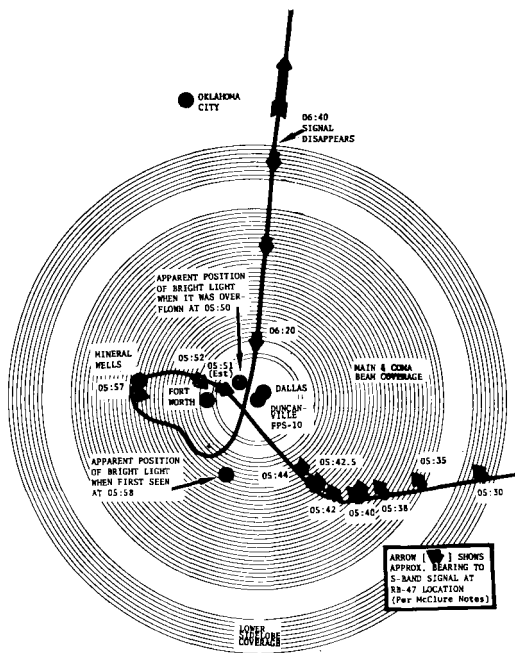 OKLAHOMA
CITY
06:40
SIGNAL
DISAPPEARS
APPARENT POSITION
OF BRIGHT LIGHT
WHEN IT WAS OVER-
FLOWN AT 05:50
06:20
MINERAL
WELLS
05:52
05:51
(Est)
05:57
FORT
WORTH
DALLAS
DUNCAN-
VILLE
FPS-10
MAIN & COMA
BEAM COVERAGE
APPARENT POSITION
OF BRIGHT LIGHT
WHEN FIRST SEEN
AT 05:58
05:44
05:42.5
05:42
05:40
05:38
05:35
05:30
ARROW [ ] SHOWS
APPROX. BEARING TO
S-BAND SIGNAL AT
RB-47 LOCATION
(Per McClure Notes)
LOWER
SIDELOBE
COVERAGE